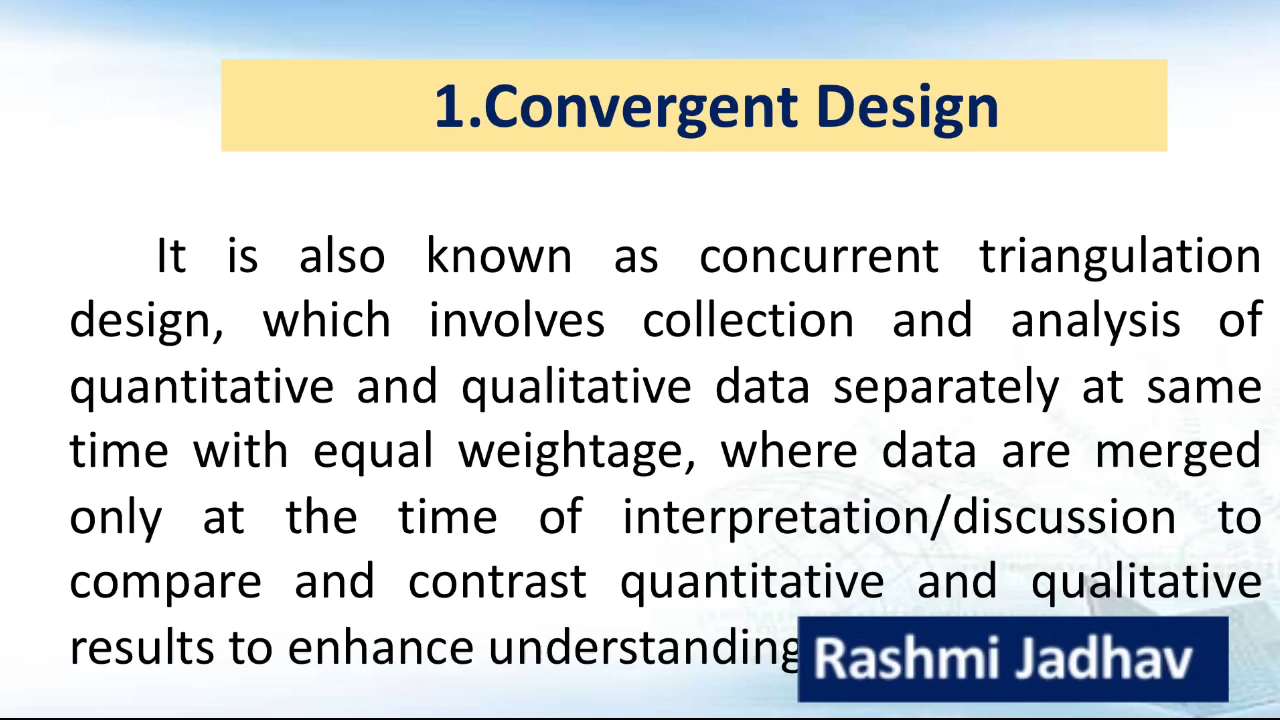 1.Convergent Design
It is also known as concurrent triangulation
design, which involves collection and analysis of
quantitative and qualitative data separately at same
time with equal weightage, where data are merged
only at the time of interpretation/discussion to
compare and contrast quantitative and qualitative
results to enhance understanding
Rashmi Jadhav